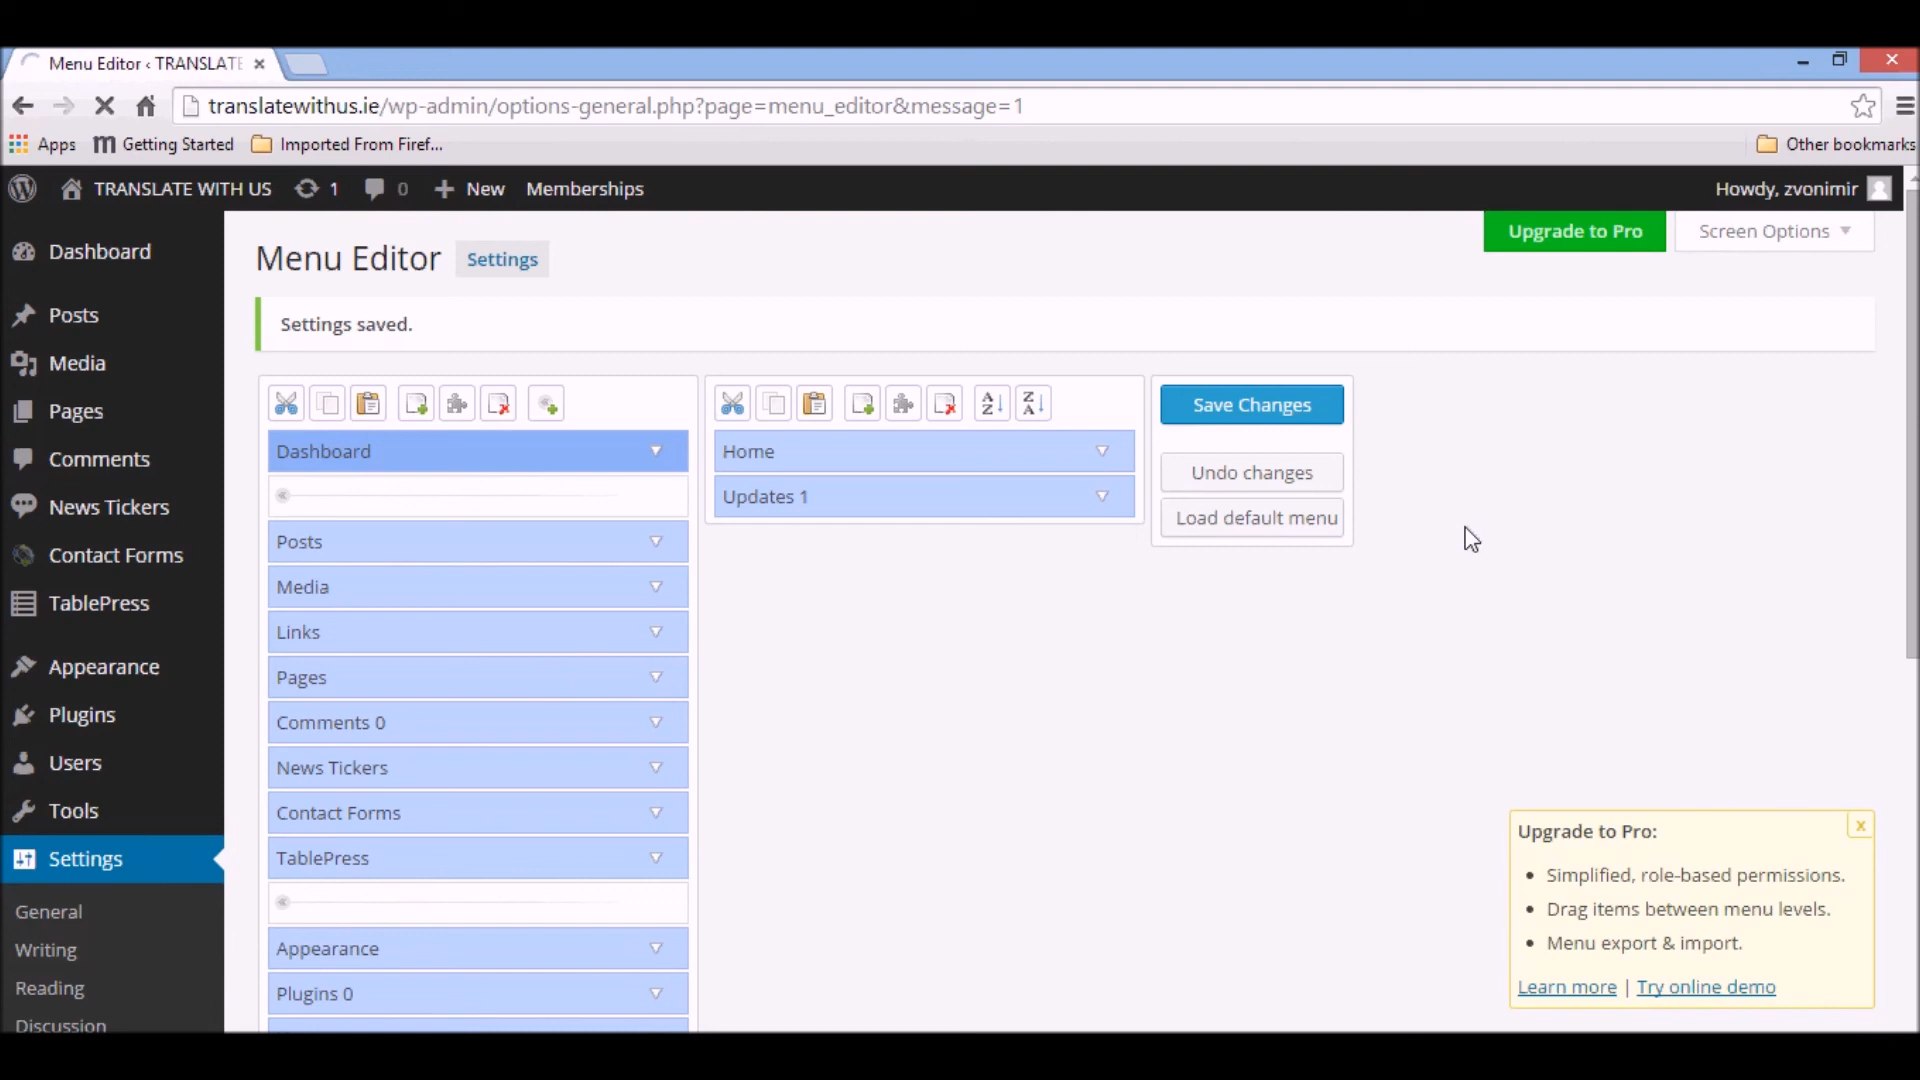 Menu Editor ‹ TRANSLATE
translatewithus.ie/wp-admin/options-general.php?page=menu_editor&message=1
Apps Getting Started Imported From Firef... Other bookmarks
TRANSLATE WITH US 1 0 New Memberships Howdy, zvonimir
Dashboard
Posts
Media
Pages
Comments
News Tickers
Contact Forms
TablePress
Appearance
Plugins
Users
Tools
Settings
General
Writing
Reading
Discussion
Upgrade to Pro Screen Options
Menu Editor Settings
Settings saved.
Dashboard
Posts
Media
Links
Pages
Comments 0
News Tickers
Contact Forms
TablePress
Appearance
Plugins 0
A Z
Z A
Home
Updates 1
Save Changes
Undo changes
Load default menu
Upgrade to Pro: x
Simplified, role-based permissions.
Drag items between menu levels.
Menu export & import.
Learn more | Try online demo